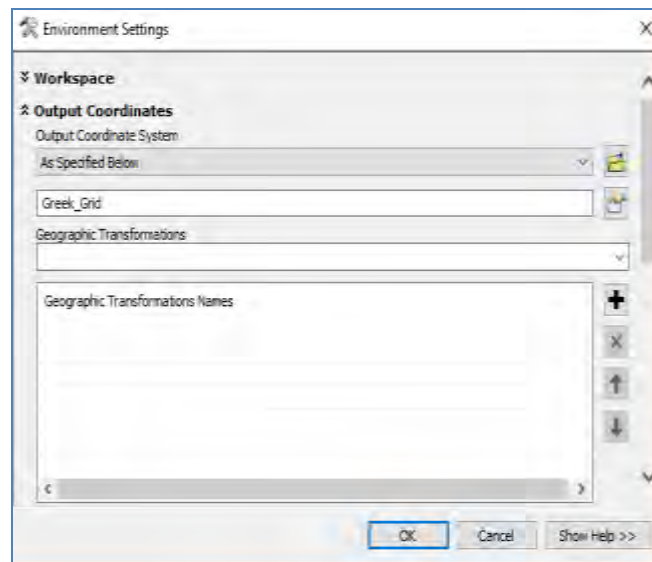 Environment Settings
Workspace
Output Coordinates
Output Coordinate System
As Specified Below
Greek_Grid
Geographic Transformations
Geographic Transformations Names
OK
Cancel
Show Help >>